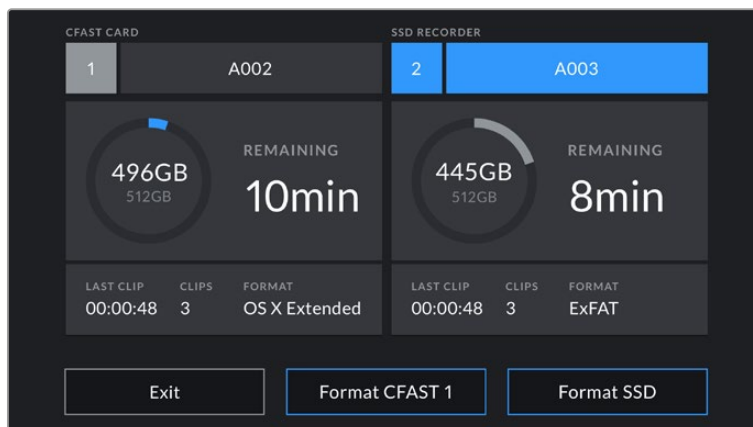 CFAST CARD
1 A002
496GB
512GB
REMAINING
10min
LAST CLIP CLIPS FORMAT
00:00:48 3 OS X Extended
SSD RECORDER
2 A003
445GB
512GB
REMAINING
8min
LAST CLIP CLIPS FORMAT
00:00:48 3 ExFAT
Exit Format CFAST 1 Format SSD